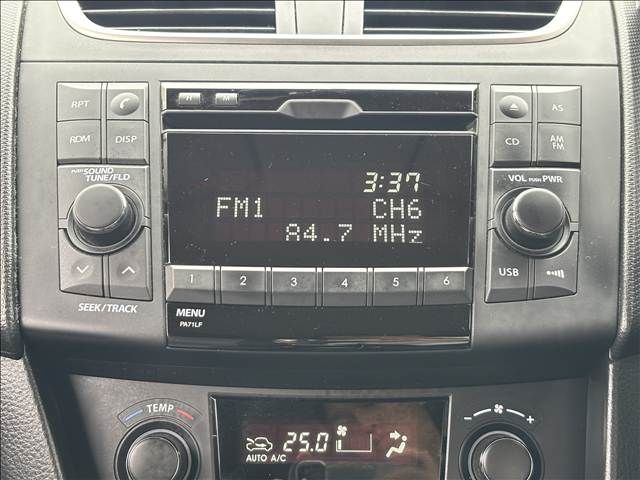 H M
RPT
AS
RDM DISP
CD AM FM
PUSH SOUND
TUNE/FLD
VOL PUSH PWR
3:37
FM1 CH6
84.7 MHz
1 2 3 4 5 6
USB
SEEK/TRACK
MENU
PA71LF
TEMP
25.0
AUTO A/C
- +